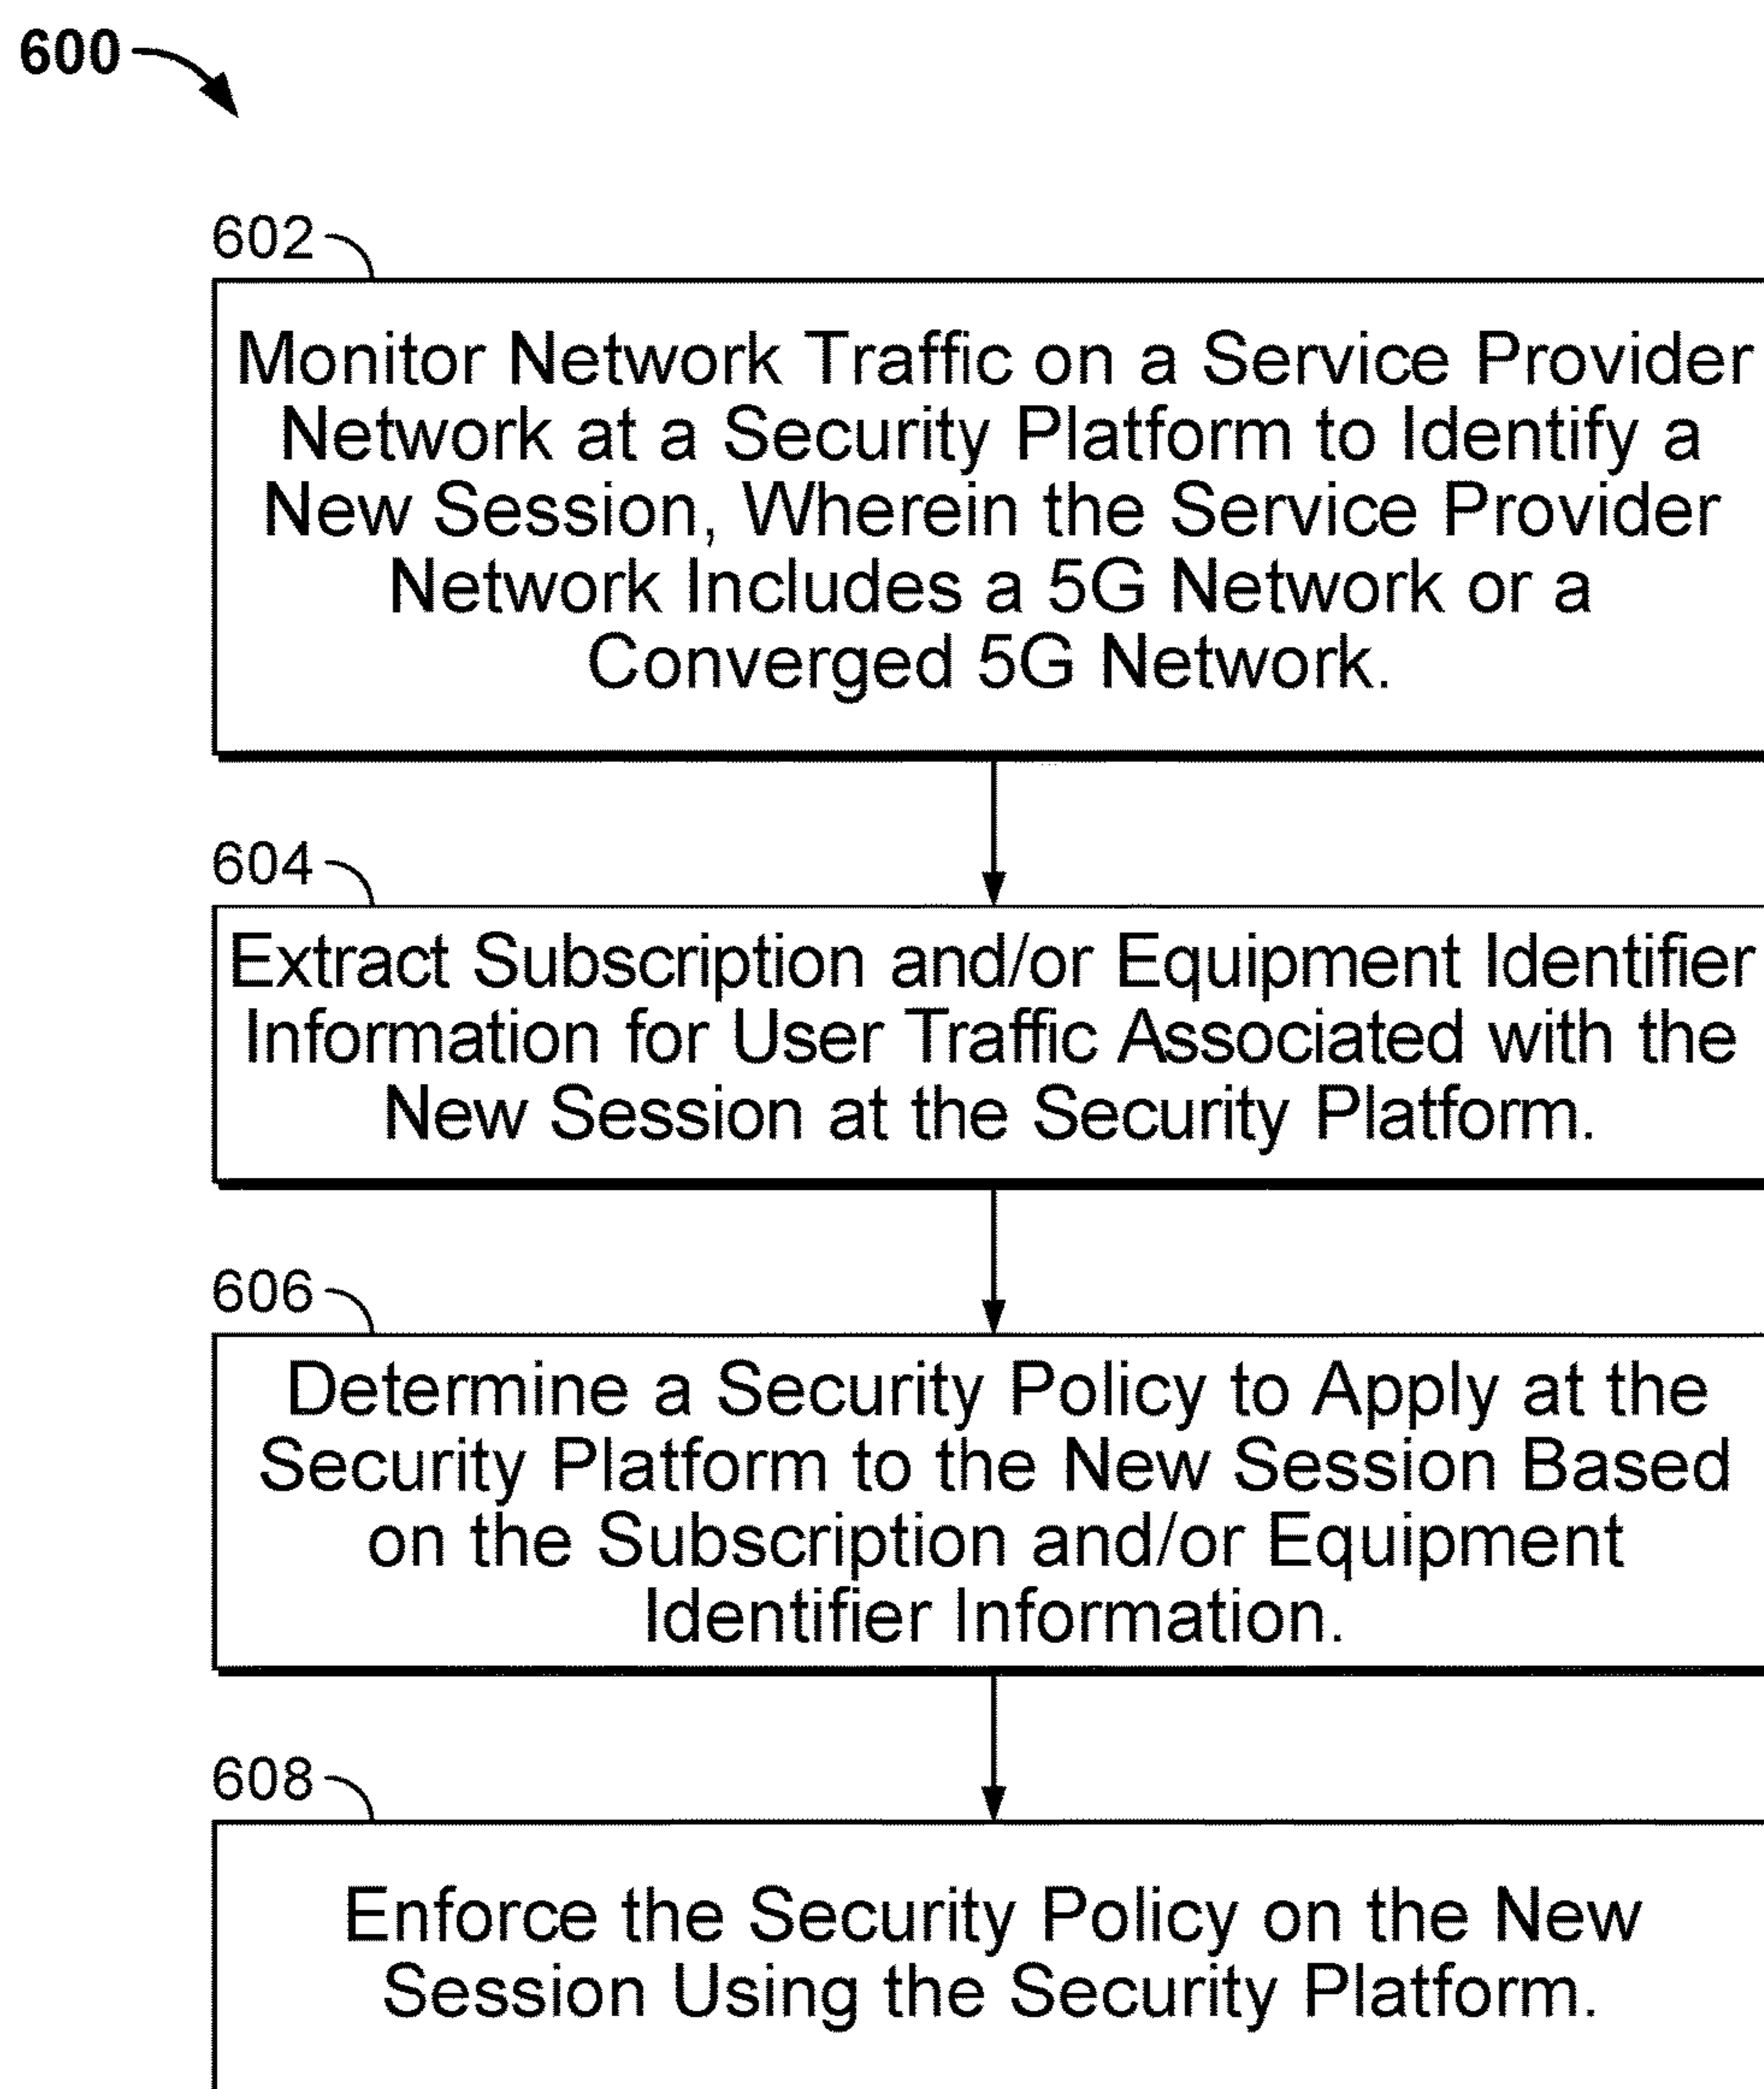 600
602
Monitor Network Traffic on a Service Provider
Network at a Security Platform to Identify a
New Session, Wherein the Service Provider
Network Includes a 5G Network or a
Converged 5G Network.
604
Extract Subscription and/or Equipment Identifier
Information for User Traffic Associated with the
New Session at the Security Platform.
606
Determine a Security Policy to Apply at the
Security Platform to the New Session Based
on the Subscription and/or Equipment
Identifier Information.
608
Enforce the Security Policy on the New
Session Using the Security Platform.